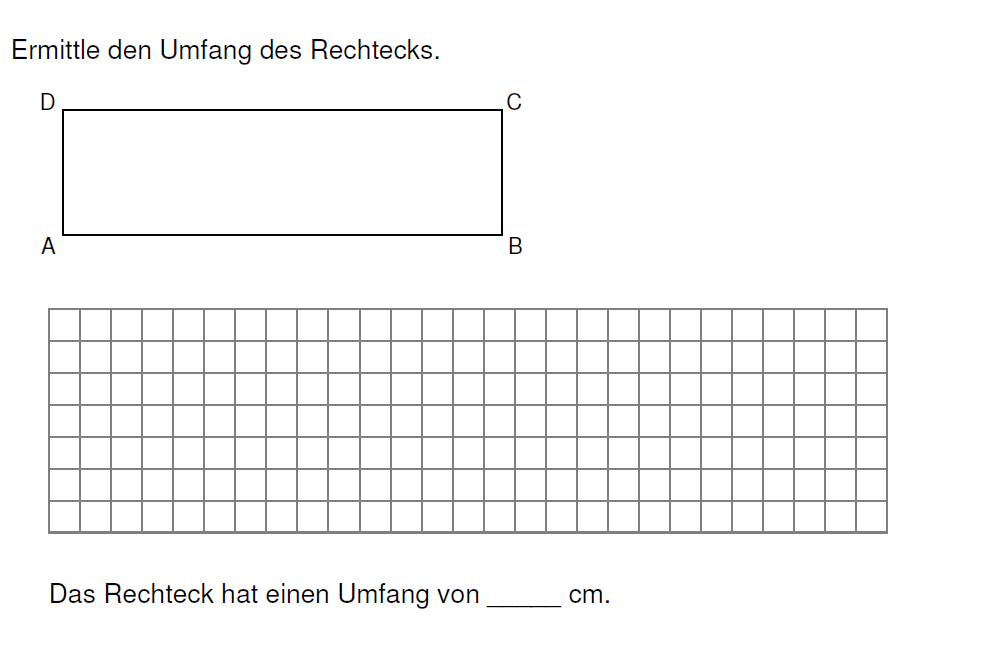 Ermittle den Umfang des Rechtecks.
D C
A B
Das Rechteck hat einen Umfang von _____ cm.